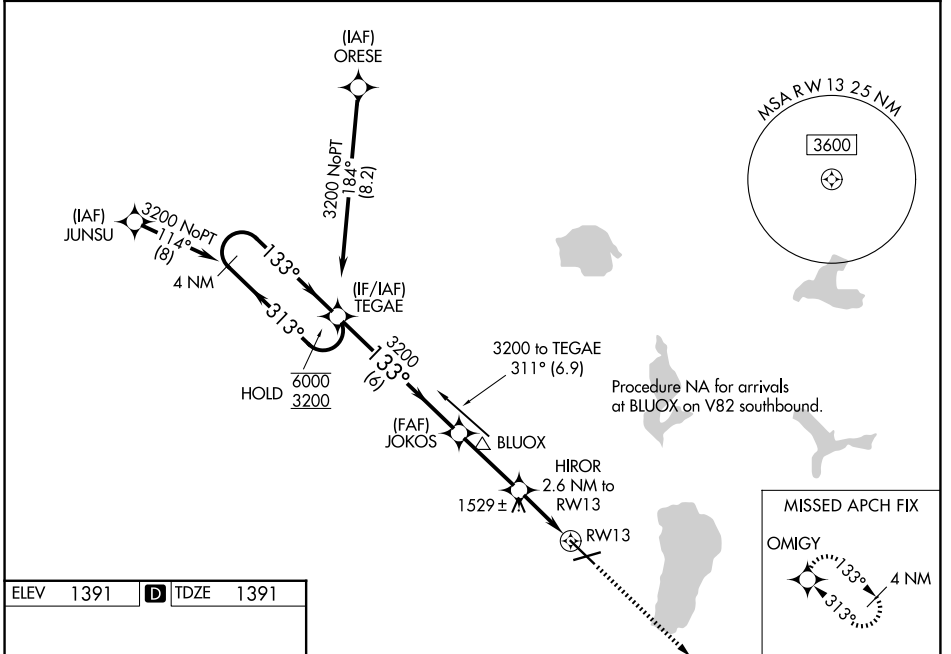 (IAF)
ORESE
MSA RW 13 25 NM
3600
3200 NoPT
184°
(8.2)
(IAF)
JUNSU
3200 NoPT
114°
(8)
4 NM
133°
313°
(IF/IAF)
TEGAE
HOLD
6000
3200
3200
133°
(6)
3200 to TEGAE
311° (6.9)
Procedure NA for arrivals
at BLUOX on V82 southbound.
(FAF)
JOKOS
BLUOX
HIROR
2.6 NM to
RW13
1529 ±
RW13
MISSED APCH FIX
OMIGY
133°
313°
4 NM
ELEV 1391 D TDZE 1391